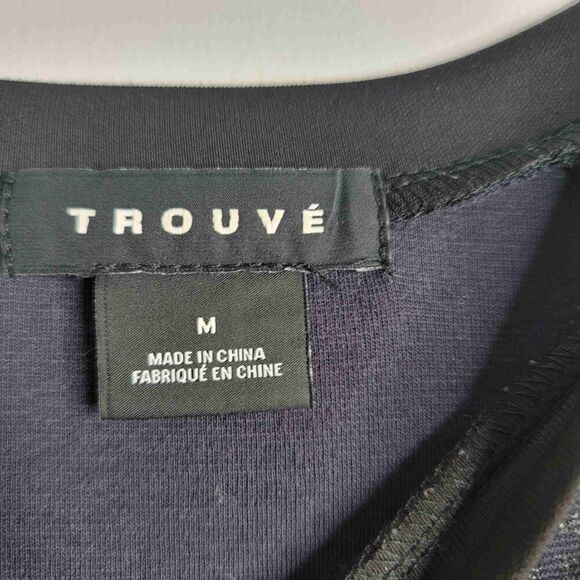 TROUVÉ
M
MADE IN CHINA
FABRIQUÉ EN CHINE